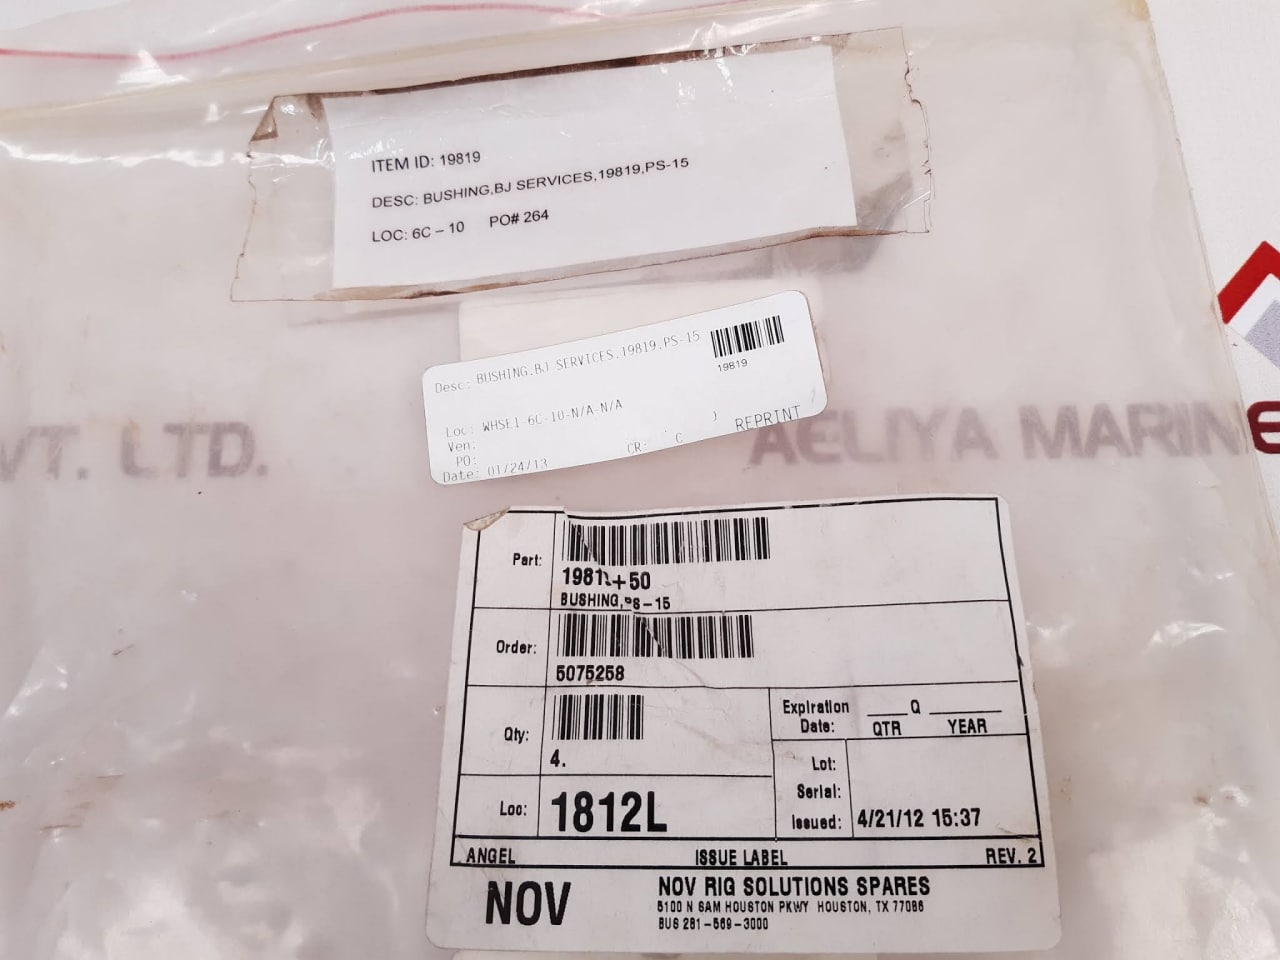 ITEM ID: 19819
DESC: BUSHING,BJ SERVICES,19819,PS-15
LOC: 6C – 10 PO# 264
Desc: BUSHING,BJ SERVICES,19819,PS-15
19819
Loc: WHSE1-6C-10-N/A-N/A
Ven:
PO:
CR: C ) REPRINT
Date: 01/24/13
VT. LTD.
AELIYA MARIN
Part:
+50
BUSHING,PS-15
Order:
5075258
Qty:
4.
Expiration Date: ___Q ______
QTR YEAR
Lot:
Serial:
Loc: 1812L
Issued: 4/21/12 15:37
ANGEL ISSUE LABEL REV. 2
NOV
NOV RIG SOLUTIONS SPARES
5100 N SAM HOUSTON PKWY HOUSTON, TX 77086
BUS 281-569-3000